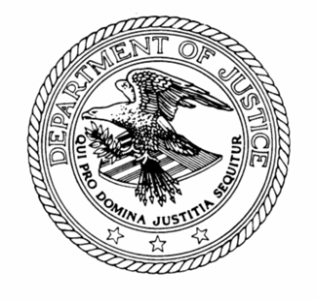 DEPARTMENT OF JUSTICE
QUI PRO DOMINA JUSTITIA SEQUITUR